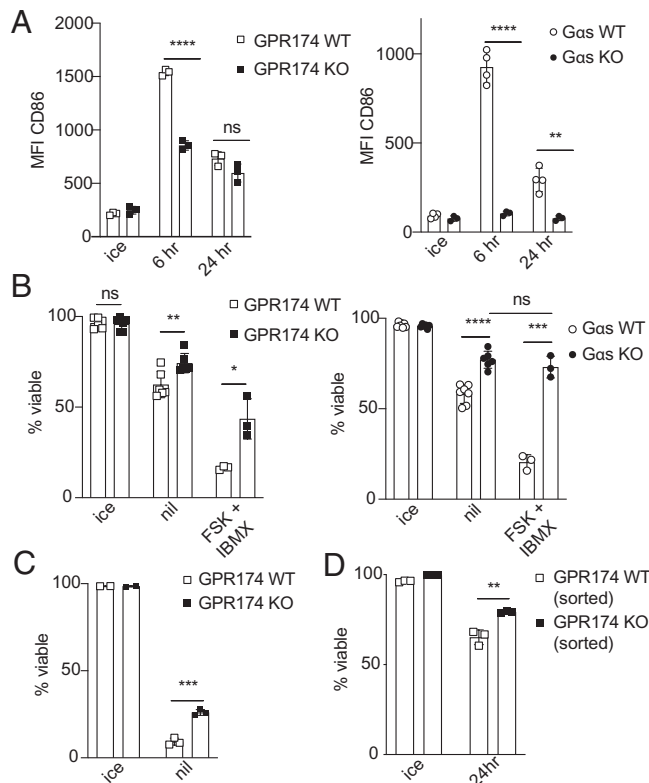 A
MFI CD86
2000
1500
1000
500
0
ice
6 hr
24 hr
****
ns
GPR174 WT
GPR174 KO
MFI CD86
1000
500
0
ice
6 hr
24 hr
****
**
Gαs WT
Gαs KO
B
% viable
100
50
0
ice
nil
FSK +
IBMX
ns
**
*
GPR174 WT
GPR174 KO
% viable
100
50
0
ice
nil
FSK +
IBMX
****
ns
***
Gαs WT
Gαs KO
C
% viable
100
50
0
ice
nil
***
GPR174 WT
GPR174 KO
D
% viable
100
50
0
ice
24hr
**
GPR174 WT
(sorted)
GPR174 KO
(sorted)